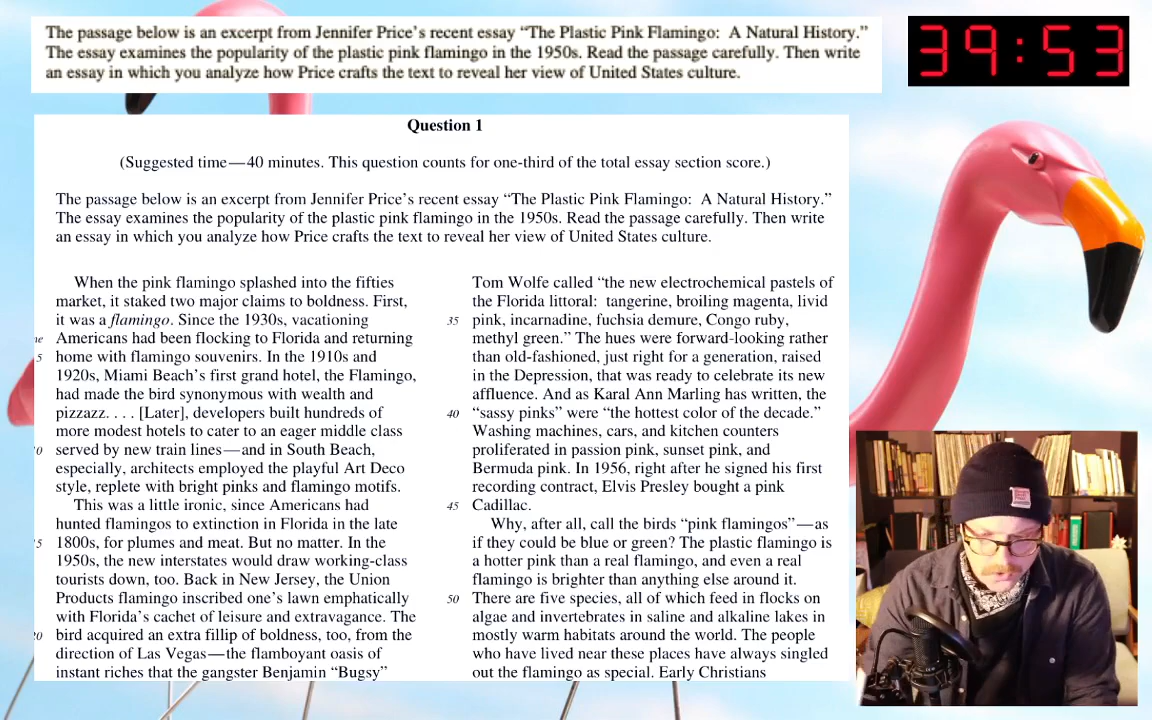 The passage below is an excerpt from Jennifer Price's recent essay “The Plastic Pink Flamingo:  A Natural History.”
The essay examines the popularity of the plastic pink flamingo in the 1950s. Read the passage carefully. Then write
an essay in which you analyze how Price crafts the text to reveal her view of United States culture.
39:53
Question 1
(Suggested time—40 minutes. This question counts for one-third of the total essay section score.)
The passage below is an excerpt from Jennifer Price's recent essay “The Plastic Pink Flamingo:  A Natural History.”
The essay examines the popularity of the plastic pink flamingo in the 1950s. Read the passage carefully. Then write
an essay in which you analyze how Price crafts the text to reveal her view of United States culture.
When the pink flamingo splashed into the fifties
market, it staked two major claims to boldness. First,
it was a flamingo. Since the 1930s, vacationing
Americans had been flocking to Florida and returning
5 home with flamingo souvenirs. In the 1910s and
1920s, Miami Beach's first grand hotel, the Flamingo,
had made the bird synonymous with wealth and
pizzazz. . . . [Later], developers built hundreds of
more modest hotels to cater to an eager middle class
0 served by new train lines—and in South Beach,
especially, architects employed the playful Art Deco
style, replete with bright pinks and flamingo motifs.
This was a little ironic, since Americans had
hunted flamingos to extinction in Florida in the late
5 1800s, for plumes and meat. But no matter. In the
1950s, the new interstates would draw working-class
tourists down, too. Back in New Jersey, the Union
Products flamingo inscribed one's lawn emphatically
with Florida's cachet of leisure and extravagance. The
0 bird acquired an extra fillip of boldness, too, from the
direction of Las Vegas—the flamboyant oasis of
instant riches that the gangster Benjamin “Bugsy”
Tom Wolfe called “the new electrochemical pastels of
the Florida littoral:  tangerine, broiling magenta, livid
35 pink, incarnadine, fuchsia demure, Congo ruby,
methyl green.” The hues were forward-looking rather
than old-fashioned, just right for a generation, raised
in the Depression, that was ready to celebrate its new
affluence. And as Karal Ann Marling has written, the
40 “sassy pinks” were “the hottest color of the decade.”
Washing machines, cars, and kitchen counters
proliferated in passion pink, sunset pink, and
Bermuda pink. In 1956, right after he signed his first
recording contract, Elvis Presley bought a pink
45 Cadillac.
Why, after all, call the birds “pink flamingos”—as
if they could be blue or green? The plastic flamingo is
a hotter pink than a real flamingo, and even a real
flamingo is brighter than anything else around it.
50 There are five species, all of which feed in flocks on
algae and invertebrates in saline and alkaline lakes in
mostly warm habitats around the world. The people
who have lived near these places have always singled
out the flamingo as special. Early Christians